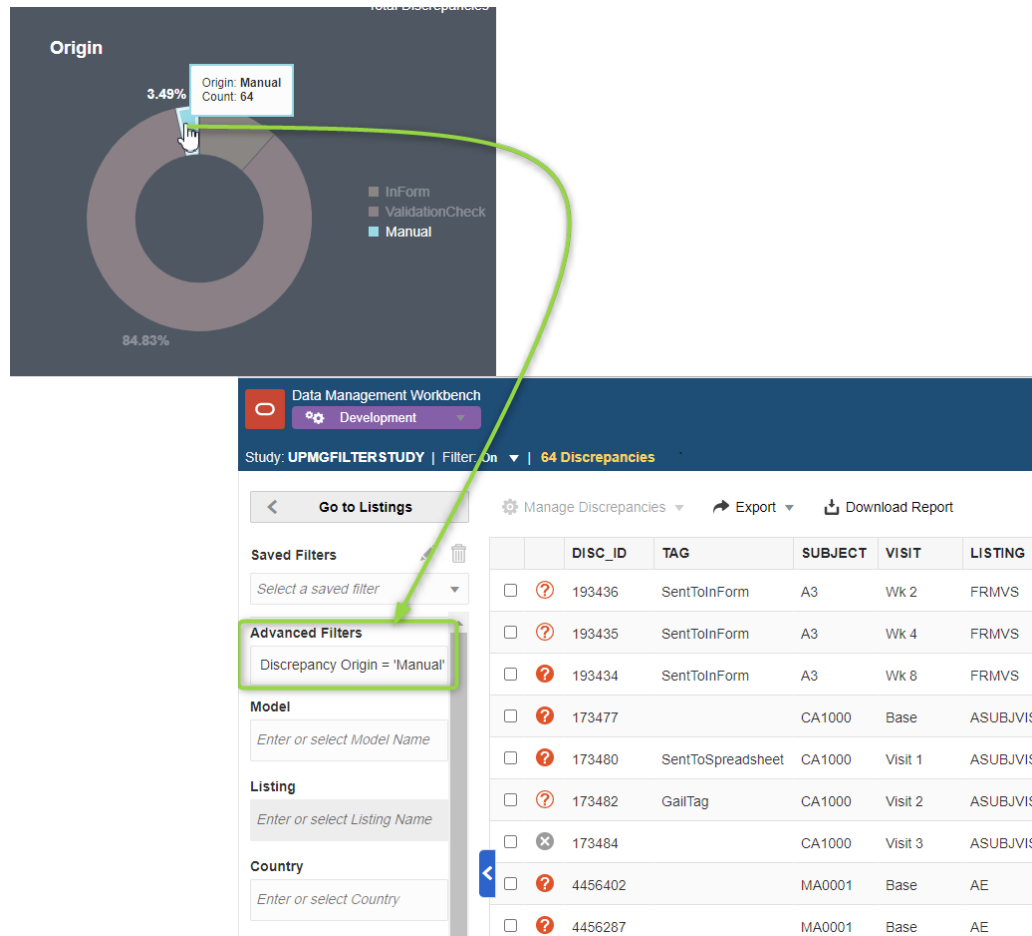 Total Discrepancies
Origin
Origin: Manual
Count: 64
3.49%
InForm
ValidationCheck
Manual
84.83%
Data Management Workbench
Development
Study: UPMGFILTERSTUDY | Filter: On | 64 Discrepancies
Go to Listings
Manage Discrepancies Export Download Report
Saved Filters
Select a saved filter
Advanced Filters
Discrepancy Origin = 'Manual'
Model
Enter or select Model Name
Listing
Enter or select Listing Name
Country
Enter or select Country
DISC_ID TAG SUBJECT VISIT LISTING
193436 SentToInForm A3 Wk 2 FRMVS
193435 SentToInForm A3 Wk 4 FRMVS
193434 SentToInForm A3 Wk 8 FRMVS
173477 CA1000 Base ASUBJVIS
173480 SentToSpreadsheet CA1000 Visit 1 ASUBJVIS
173482 GailTag CA1000 Visit 2 ASUBJVIS
173484 CA1000 Visit 3 ASUBJVIS
4456402 MA0001 Base AE
4456287 MA0001 Base AE